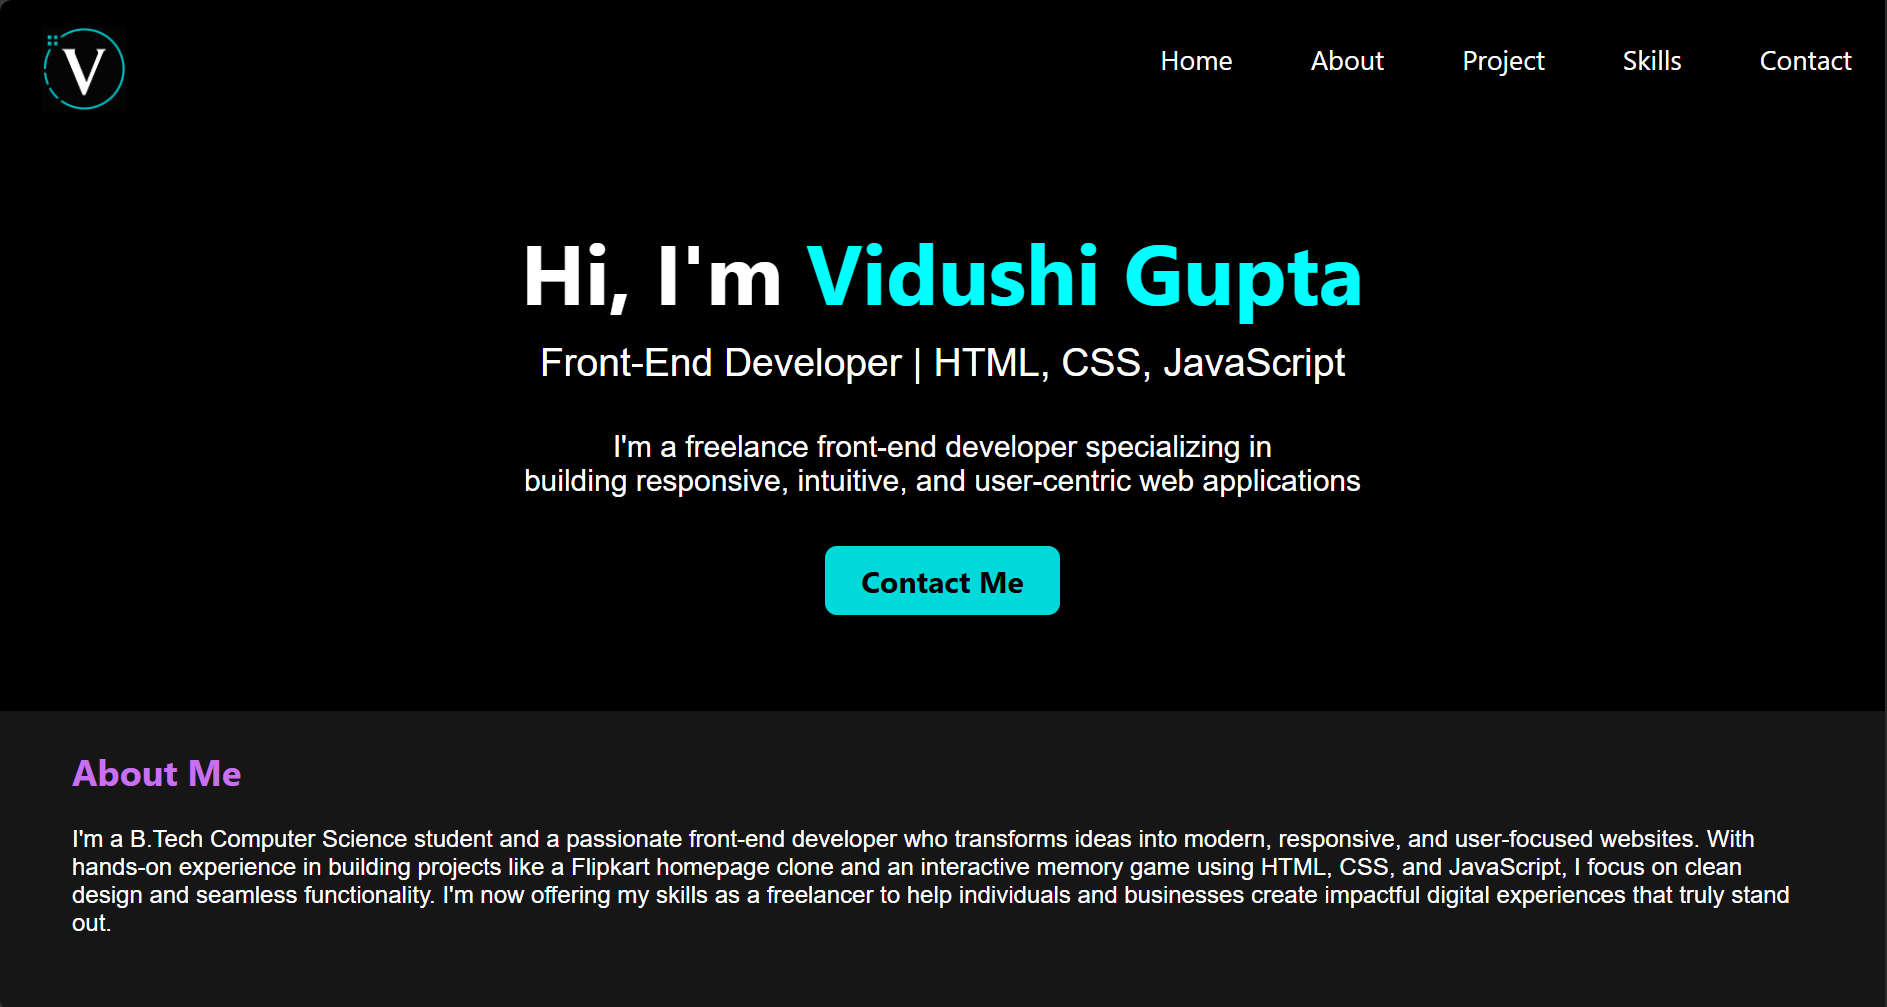 V
Home About Project Skills Contact
Hi, I'm Vidushi Gupta
Front-End Developer | HTML, CSS, JavaScript
I'm a freelance front-end developer specializing in
building responsive, intuitive, and user-centric web applications
Contact Me
About Me
I'm a B.Tech Computer Science student and a passionate front-end developer who transforms ideas into modern, responsive, and user-focused websites. With
hands-on experience in building projects like a Flipkart homepage clone and an interactive memory game using HTML, CSS, and JavaScript, I focus on clean
design and seamless functionality. I'm now offering my skills as a freelancer to help individuals and businesses create impactful digital experiences that truly stand
out.